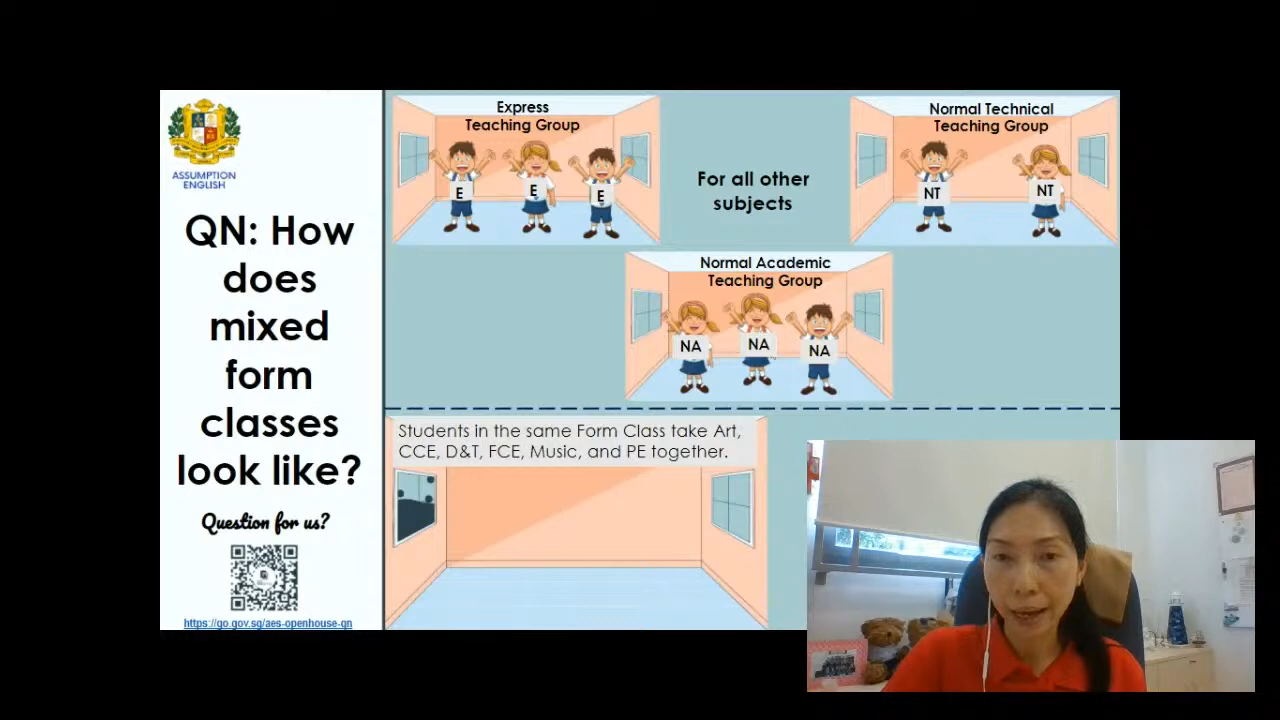 ASSUMPTION
ENGLISH
QN: How
does
mixed
form
classes
look like?
Question for us?
https://go.gov.sg/aes-openhouse-qn
Express
Teaching Group
E
E
E
For all other
subjects
Normal Technical
Teaching Group
NT
NT
Normal Academic
Teaching Group
NA
NA
NA
Students in the same Form Class take Art,
CCE, D&T, FCE, Music, and PE together.